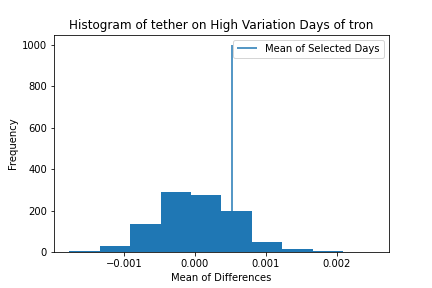 Histogram of tether on High Variation Days of tron
1000
Mean of Selected Days
800
600
400
200
0
Frequency
−0.001 0.000 0.001 0.002
Mean of Differences